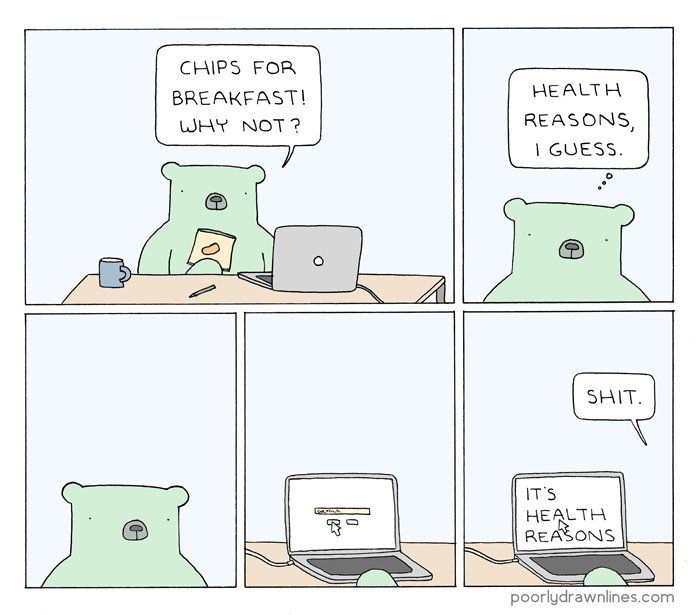 CHIPS FOR
BREAKFAST!
WHY NOT?
HEALTH
REASONS,
I GUESS.
SHIT.
IT'S
HEALTH
REASONS
poorlydrawnlines.com